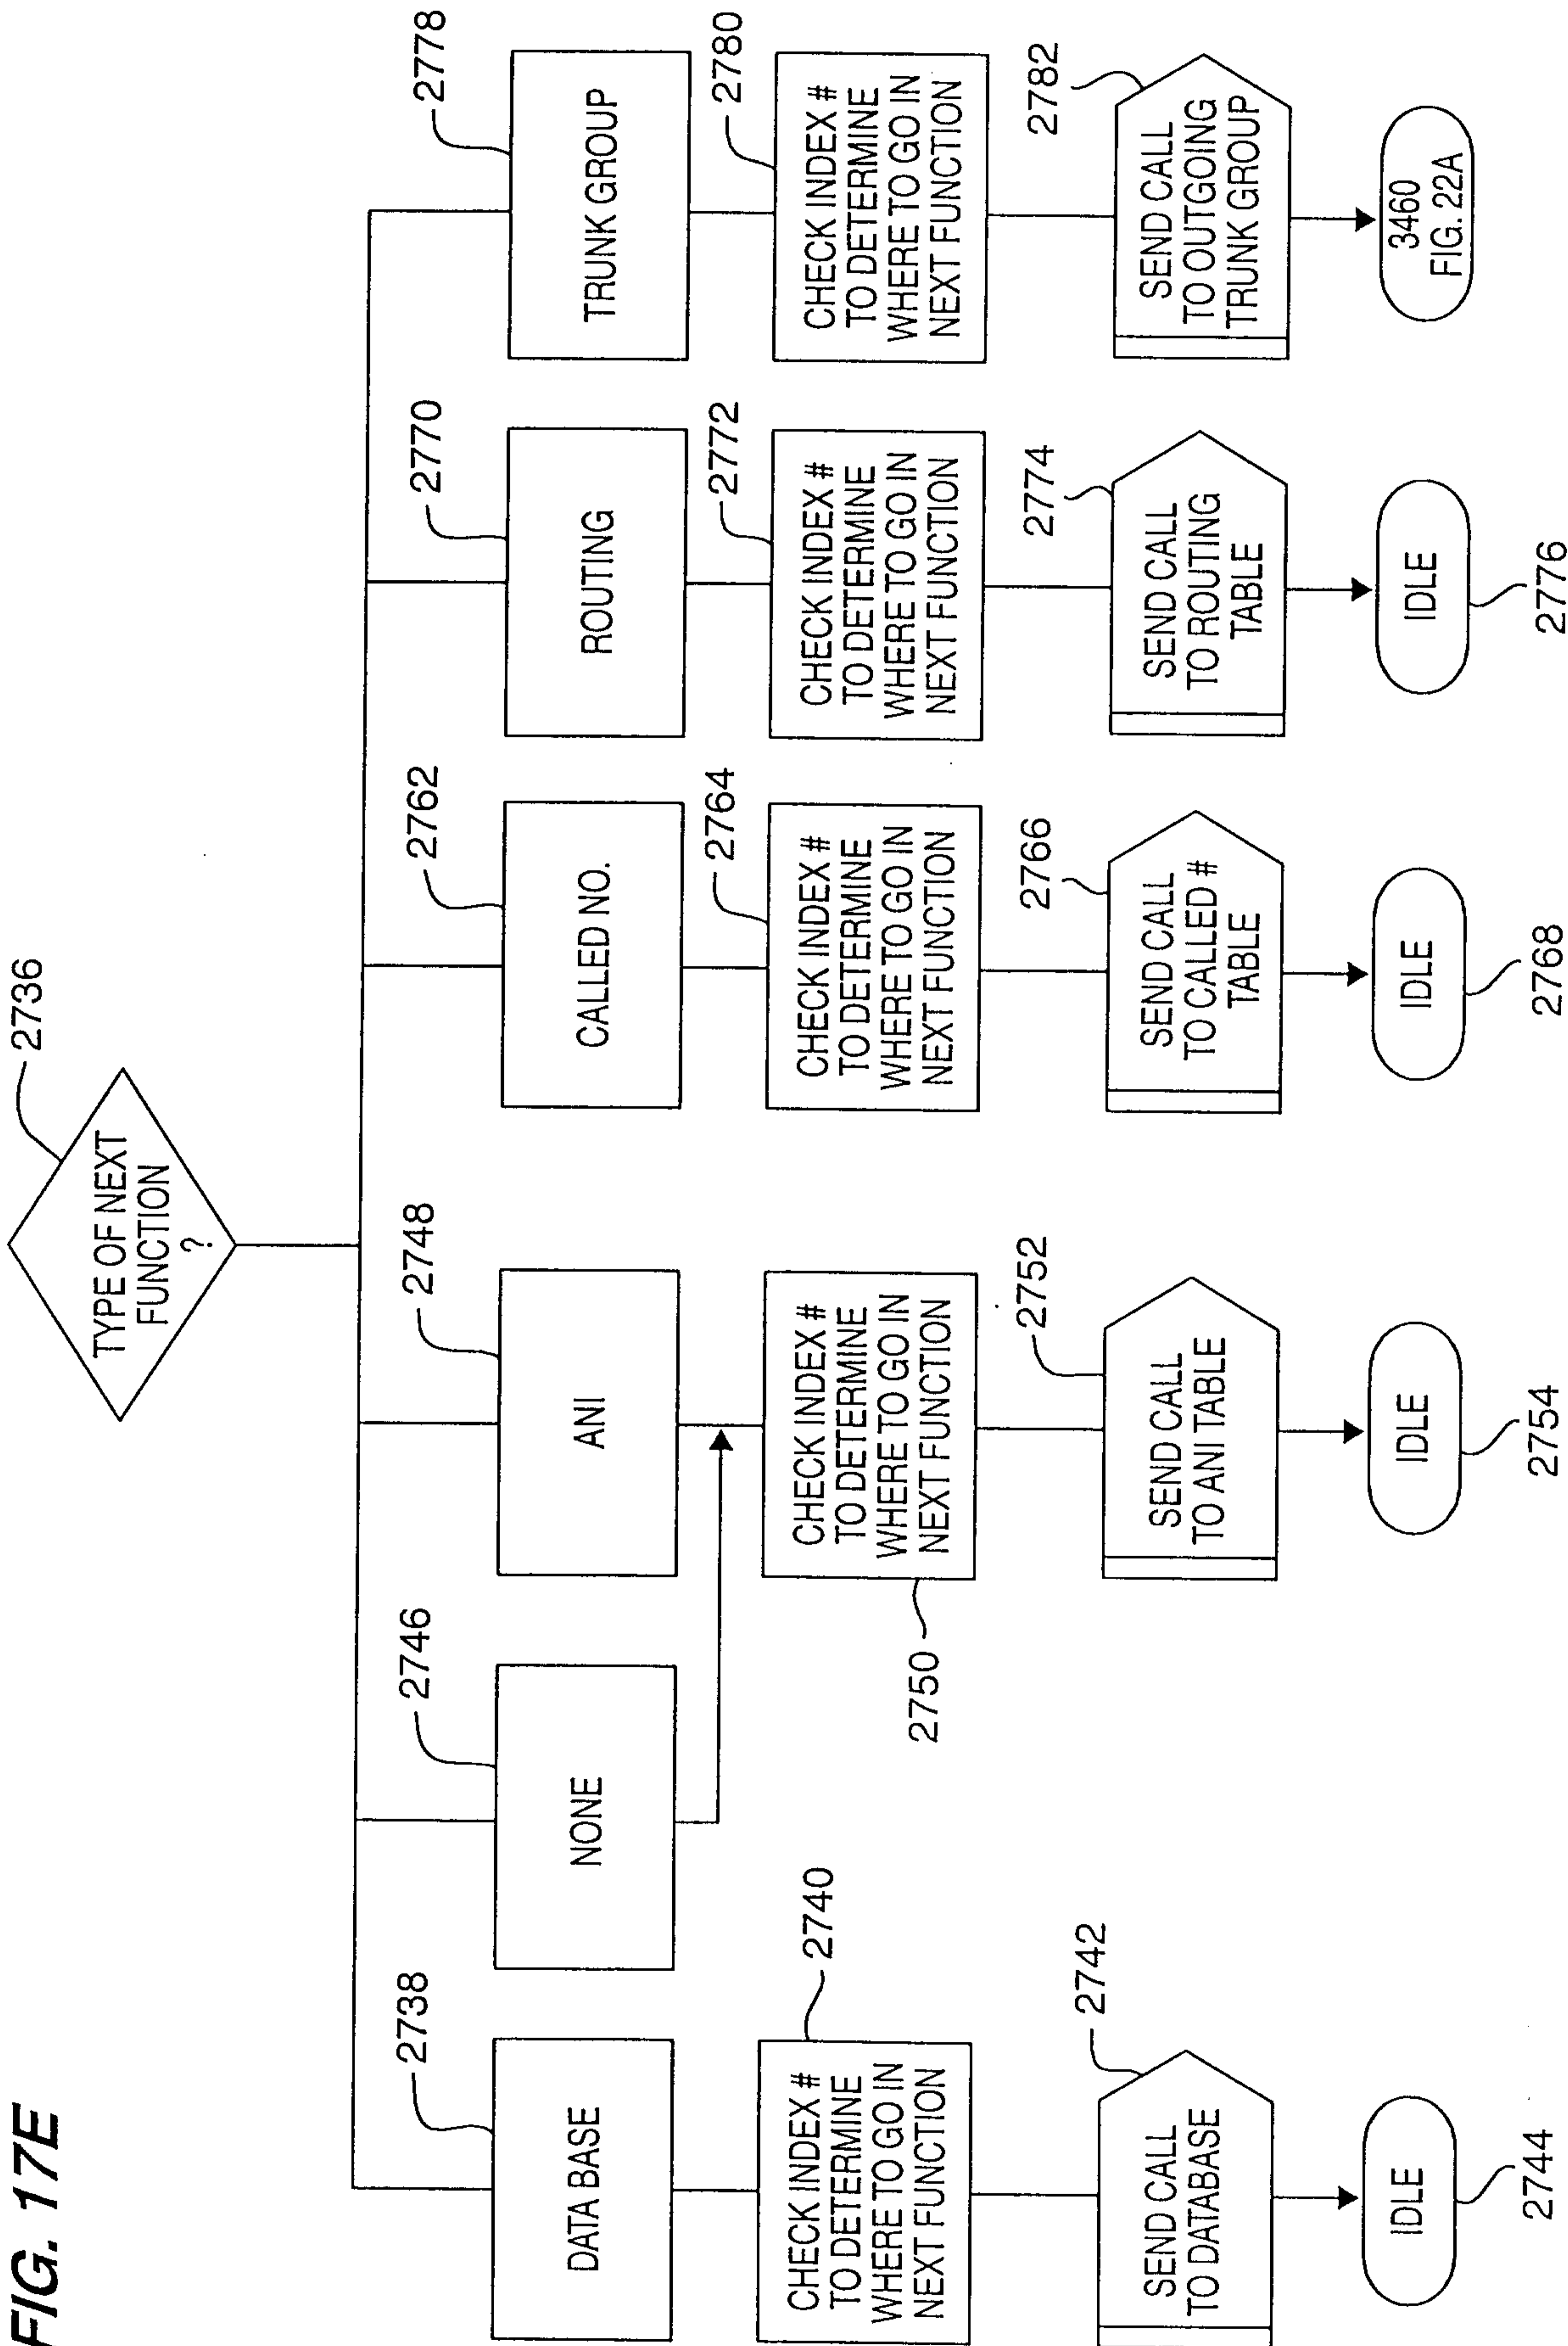 FIG. 17E
TYPE OF NEXT
FUNCTION
?
2736
DATA BASE
2738
CHECK INDEX #
TO DETERMINE
WHERE TO GO IN
NEXT FUNCTION
2740
SEND CALL
TO DATABASE
2742
IDLE
2744
NONE
2746
ANI
2748
CHECK INDEX #
TO DETERMINE
WHERE TO GO IN
NEXT FUNCTION
2750
SEND CALL
TO ANI TABLE
2752
IDLE
2754
CALLED NO.
2762
CHECK INDEX #
TO DETERMINE
WHERE TO GO IN
NEXT FUNCTION
2764
SEND CALL
TO CALLED #
TABLE
2766
IDLE
2768
ROUTING
2770
CHECK INDEX #
TO DETERMINE
WHERE TO GO IN
NEXT FUNCTION
2772
SEND CALL
TO ROUTING
TABLE
2774
IDLE
2776
TRUNK GROUP
2778
CHECK INDEX #
TO DETERMINE
WHERE TO GO IN
NEXT FUNCTION
2780
SEND CALL
TO OUTGOING
TRUNK GROUP
2782
3460
FIG. 22A